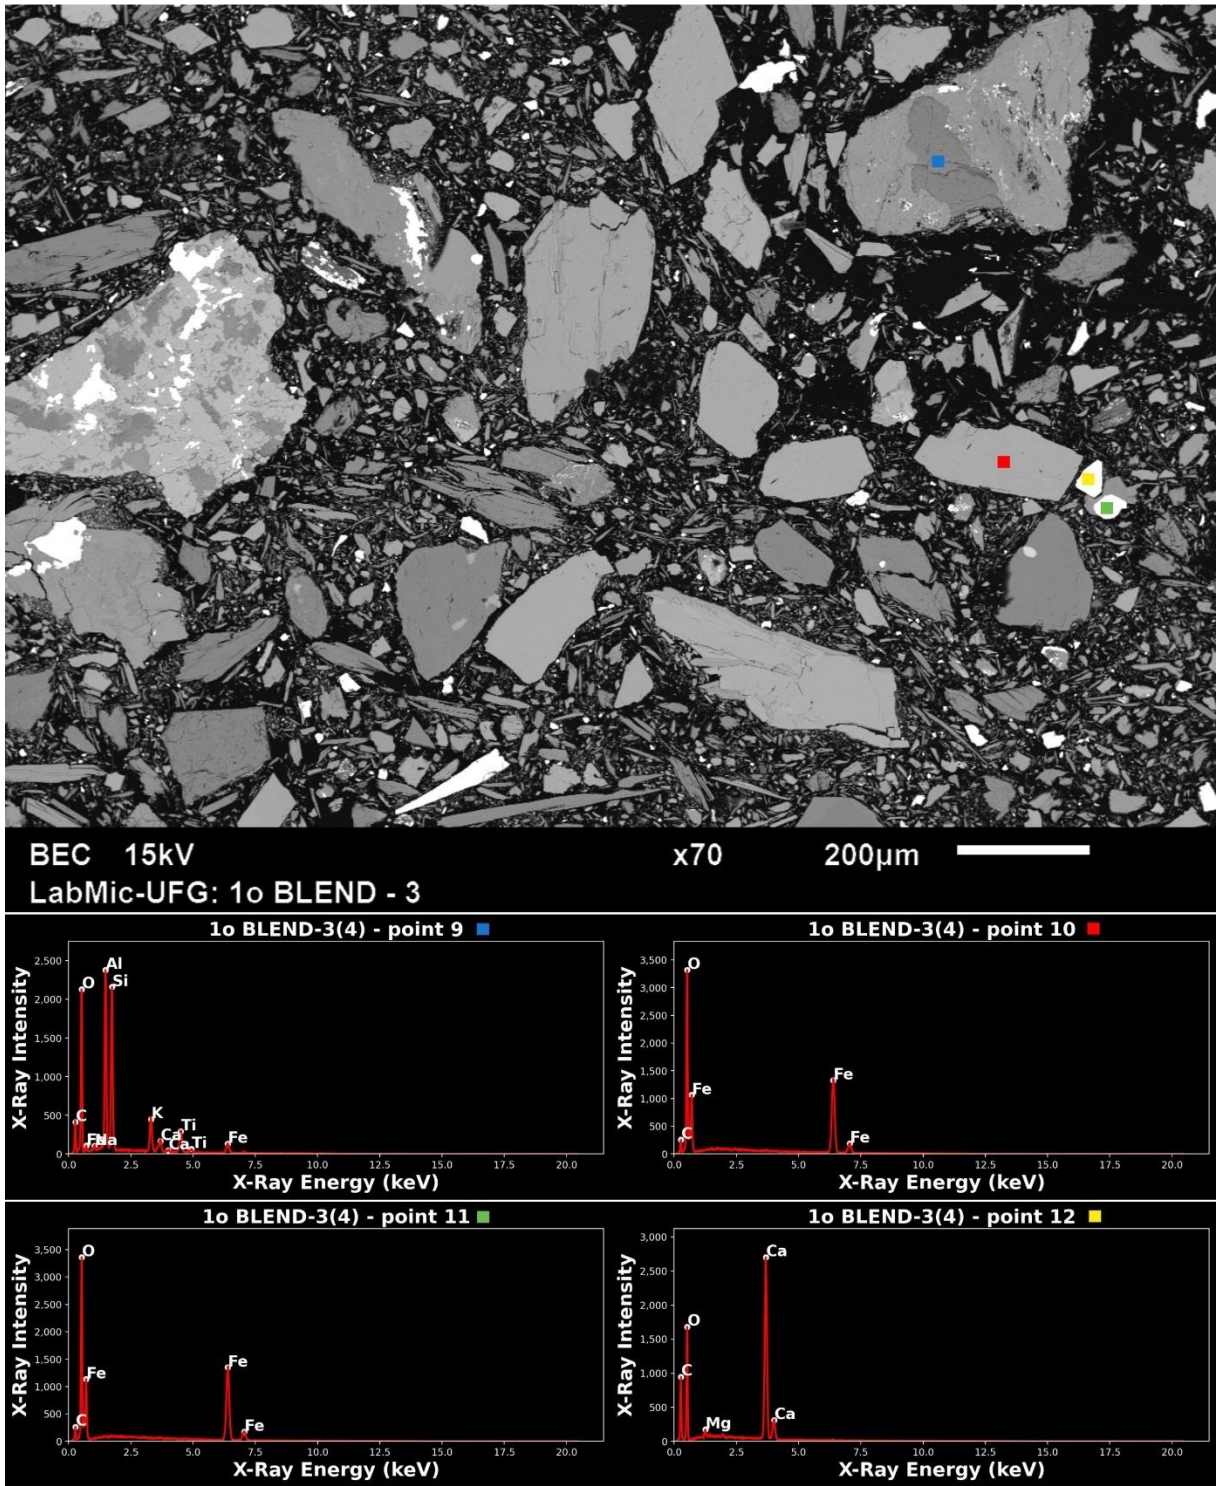 BEC 15kV x70 200µm
LabMic-UFG: 1o BLEND - 3
1o BLEND-3(4) - point 9
X-Ray Intensity
2,500
2,000
1,500
1,000
500
0
Al
O
Si
C
Na
K
Ca
Ca
Ti
Ti
Fe
0.0 2.5 5.0 7.5 10.0 12.5 15.0 17.5 20.0
X-Ray Energy (keV)
1o BLEND-3(4) - point 10
X-Ray Intensity
3,500
3,000
2,500
2,000
1,500
1,000
500
0
O
Fe
C
Fe
Fe
0.0 2.5 5.0 7.5 10.0 12.5 15.0 17.5 20.0
X-Ray Energy (keV)
1o BLEND-3(4) - point 11
X-Ray Intensity
3,500
3,000
2,500
2,000
1,500
1,000
500
0
O
Fe
C
Fe
Fe
0.0 2.5 5.0 7.5 10.0 12.5 15.0 17.5 20.0
X-Ray Energy (keV)
1o BLEND-3(4) - point 12
X-Ray Intensity
3,000
2,500
2,000
1,500
1,000
500
0
Ca
O
C
Mg
Ca
0.0 2.5 5.0 7.5 10.0 12.5 15.0 17.5 20.0
X-Ray Energy (keV)